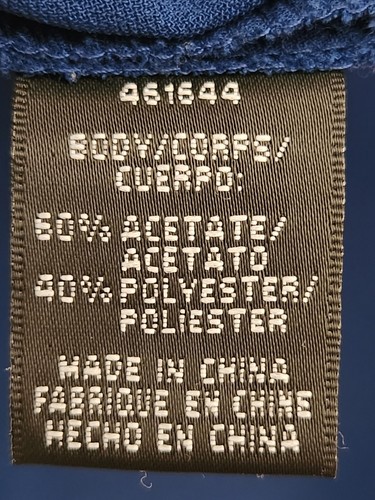 461644
BODY/CORPS/
CUERPO:
60% ACETATE/
ACETATO
40% POLYESTER/
POLIESTER
MADE IN CHINA
FABRIQUE EN CHINE
HECHO EN CHINA